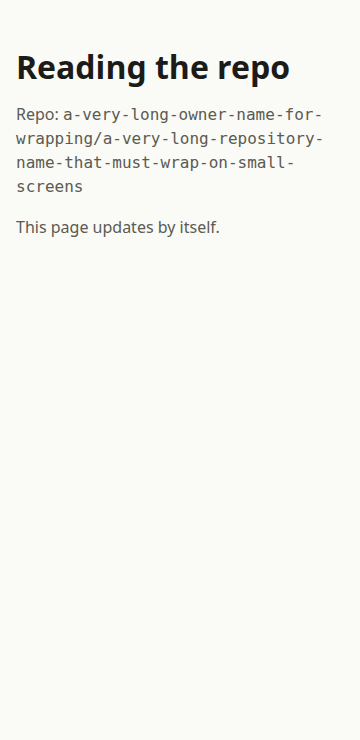 Reading the repo
Repo: a-very-long-owner-name-for-
wrapping/a-very-long-repository-
name-that-must-wrap-on-small-
screens
This page updates by itself.